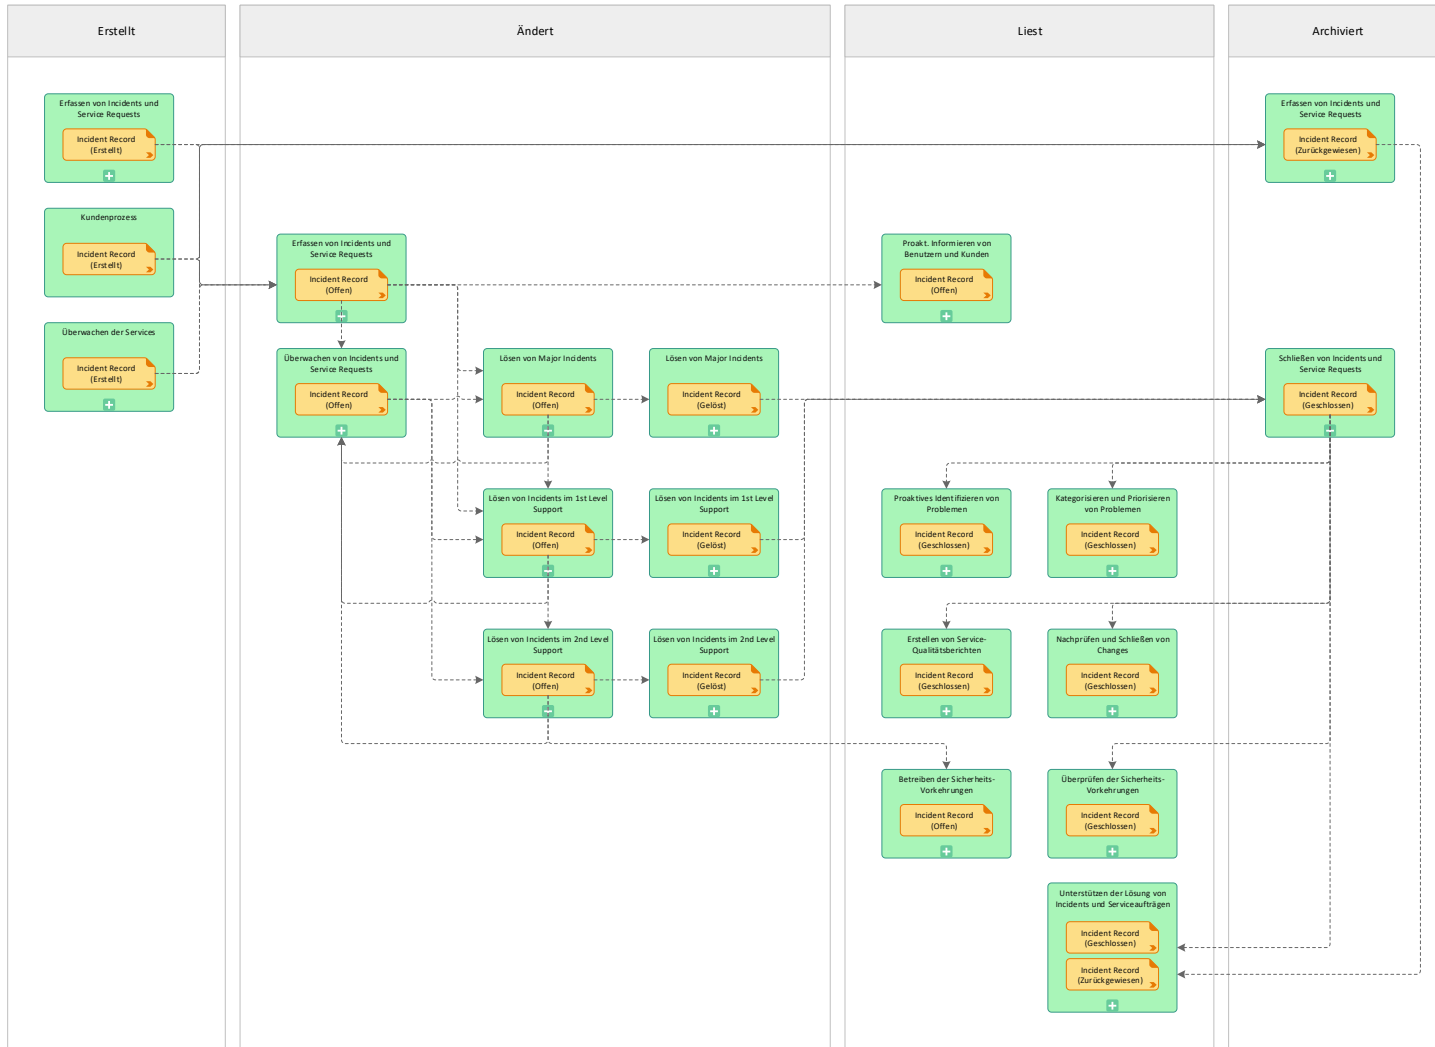 Erstellt
Ändert
Liest
Archiviert
Erfassen von Incidents und
Service Requests
Incident Record
(Erstellt)
Erfassen von Incidents und
Service Requests
Incident Record
(Zurückgewiesen)
Kundenprozess
Incident Record
(Erstellt)
Erfassen von Incidents und
Service Requests
Incident Record
(Offen)
Proakt. Informieren von
Benutzern und Kunden
Incident Record
(Offen)
Überwachen der Services
Incident Record
(Erstellt)
Überwachen von Incidents und
Service Requests
Incident Record
(Offen)
Lösen von Major Incidents
Incident Record
(Offen)
Lösen von Major Incidents
Incident Record
(Gelöst)
Schließen von Incidents und
Service Requests
Incident Record
(Geschlossen)
Lösen von Incidents im 1st Level
Support
Incident Record
(Offen)
Lösen von Incidents im 1st Level
Support
Incident Record
(Gelöst)
Proaktives Identifizieren von
Problemen
Incident Record
(Geschlossen)
Kategorisieren und Priorisieren
von Problemen
Incident Record
(Geschlossen)
Lösen von Incidents im 2nd Level
Support
Incident Record
(Offen)
Lösen von Incidents im 2nd Level
Support
Incident Record
(Gelöst)
Erstellen von Service-
Qualitätsberichten
Incident Record
(Geschlossen)
Nachprüfen und Schließen von
Changes
Incident Record
(Geschlossen)
Betreiben der Sicherheits-
Vorkehrungen
Incident Record
(Offen)
Überprüfen der Sicherheits-
Vorkehrungen
Incident Record
(Geschlossen)
Unterstützen der Lösung von
Incidents und Serviceaufträgen
Incident Record
(Geschlossen)
Incident Record
(Zurückgewiesen)